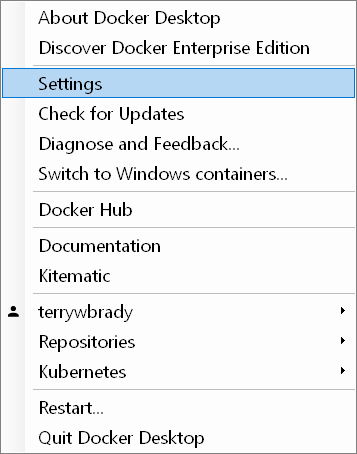 About Docker Desktop
Discover Docker Enterprise Edition
Settings
Check for Updates
Diagnose and Feedback...
Switch to Windows containers...
Docker Hub
Documentation
Kitematic
terrywbrady
Repositories
Kubernetes
Restart...
Quit Docker Desktop